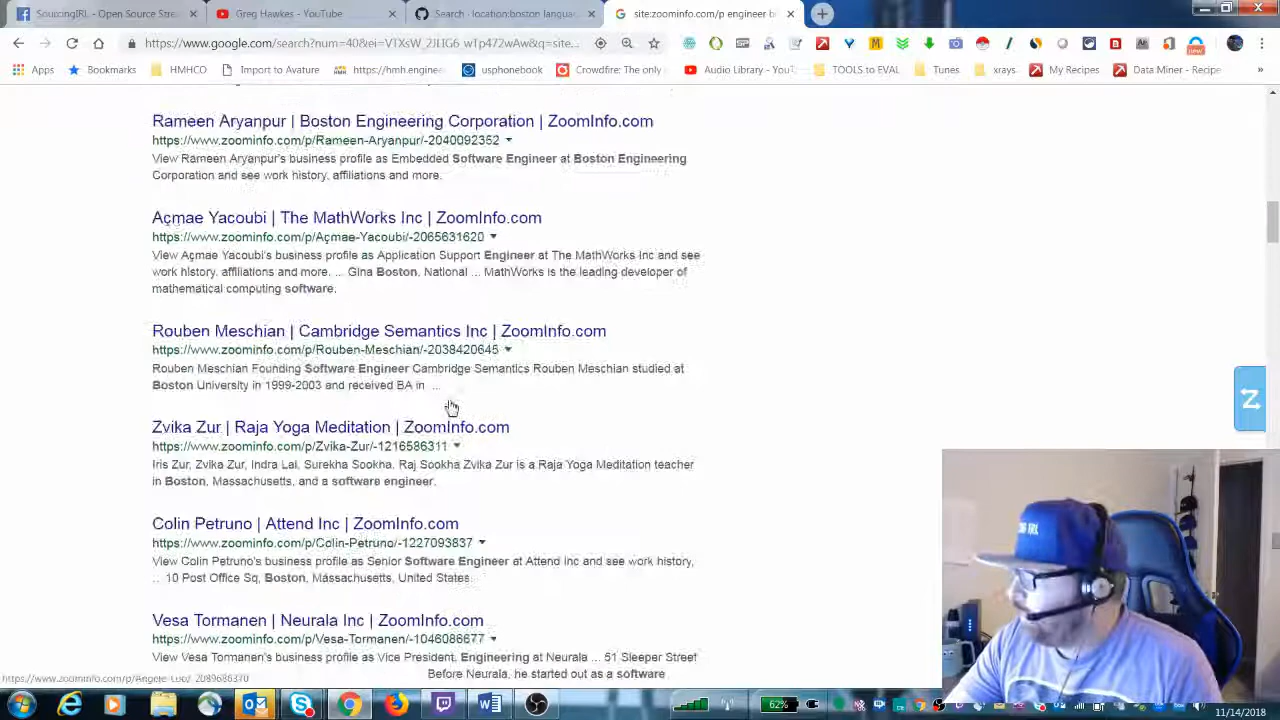 SourcingIRL - Open Source Stre
Greg Hawkes - YouTube
Search · location:boston langua
site:zoominfo.com/p engineer b
https://www.google.com/search?num=40&ei=VTXsW_2JHG6_wTp472wAw&q=site...
Apps
Bookmarks
HMHCO
Import to Avature
https://hmh.engineer
usphonebook
Crowdfire: The only
Audio Library - YouT
TOOLS to EVAL
Tunes
xrays
My Recipes
Data Miner - Recipe
»
Rameen Aryanpur | Boston Engineering Corporation | ZoomInfo.com
https://www.zoominfo.com/p/Rameen-Aryanpur/-2040092352
View Rameen Aryanpur's business profile as Embedded Software Engineer at Boston Engineering
Corporation and see work history, affiliations and more.
Açmae Yacoubi | The MathWorks Inc | ZoomInfo.com
https://www.zoominfo.com/p/Açmae-Yacoubi/-2065631620
View Açmae Yacoubi's business profile as Application Support Engineer at The MathWorks Inc and see
work history, affiliations and more. ... Gina Boston, National ... MathWorks is the leading developer of
mathematical computing software.
Rouben Meschian | Cambridge Semantics Inc | ZoomInfo.com
https://www.zoominfo.com/p/Rouben-Meschian/-2038420645
Rouben Meschian Founding Software Engineer Cambridge Semantics Rouben Meschian studied at
Boston University in 1999-2003 and received BA in ...
Zvika Zur | Raja Yoga Meditation | ZoomInfo.com
https://www.zoominfo.com/p/Zvika-Zur/-1216586311
Iris Zur, Zvika Zur, Indra Lal, Surekha Sookha, Raj Sookha Zvika Zur is a Raja Yoga Meditation teacher
in Boston, Massachusetts, and a software engineer.
Colin Petruno | Attend Inc | ZoomInfo.com
https://www.zoominfo.com/p/Colin-Petruno/-1227093837
View Colin Petruno's business profile as Senior Software Engineer at Attend Inc and see work history,
... 10 Post Office Sq, Boston, Massachusetts, United States.
Vesa Tormanen | Neurala Inc | ZoomInfo.com
https://www.zoominfo.com/p/Vesa-Tormanen/-1046086677
View Vesa Tormanen's business profile as Vice President, Engineering at Neurala ... 51 Sleeper Street
Before Neurala, he started out as a software
62%
11/14/2018